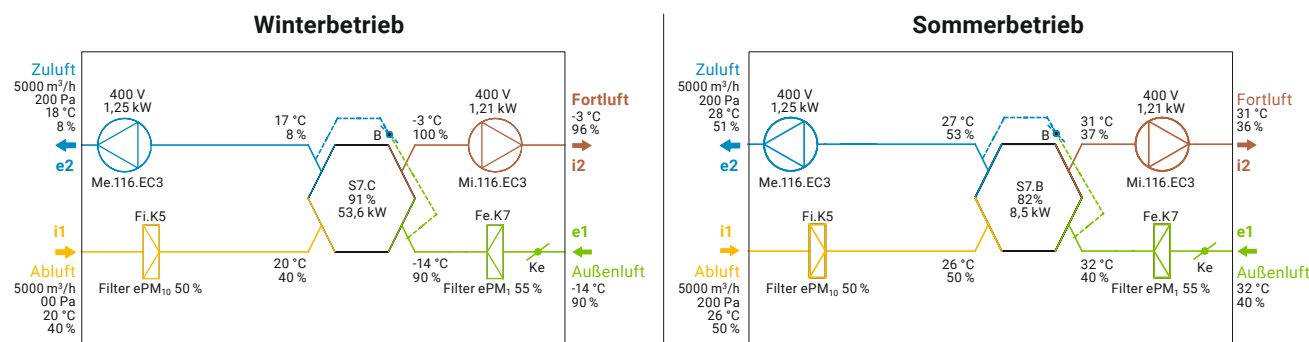 Winterbetrieb
Zuluft
5000 m³/h
200 Pa
18 °C
8 %
e2
400 V
1,25 kW
Me.116.EC3
17 °C
8 %
B
-3 °C
100 %
400 V
1,21 kW
Mi.116.EC3
Fortluft
-3 °C
96 %
i2
S7.C
91 %
53,6 kW
i1
Abluft
5000 m³/h
00 Pa
20 °C
40 %
Fi.K5
Filter ePM₁₀ 50 %
20 °C
40 %
-14 °C
90 %
Fe.K7
Filter ePM₁ 55 %
Ke
e1
Außenluft
-14 °C
90 %
Sommerbetrieb
Zuluft
5000 m³/h
200 Pa
28 °C
51 %
e2
400 V
1,25 kW
Me.116.EC3
27 °C
53 %
B
31 °C
37 %
400 V
1,21 kW
Mi.116.EC3
Fortluft
31 °C
36 %
i2
S7.B
82%
8,5 kW
i1
Abluft
5000 m³/h
200 Pa
26 °C
50 %
Fi.K5
Filter ePM₁₀ 50 %
26 °C
50 %
32 °C
40 %
Fe.K7
Filter ePM₁ 55 %
Ke
e1
Außenluft
32 °C
40 %